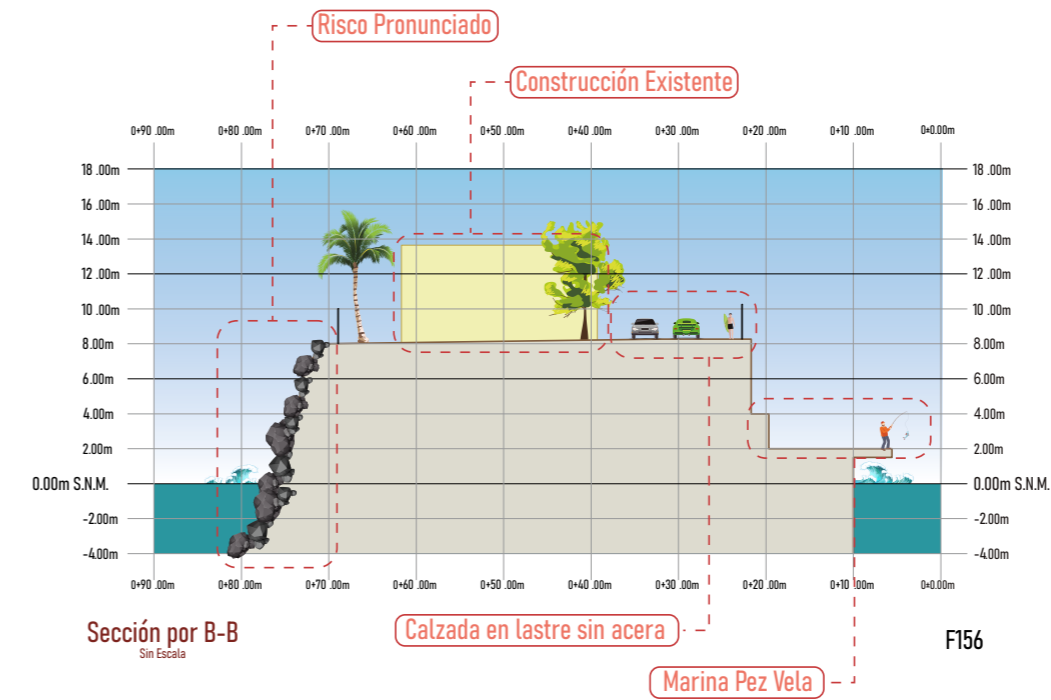 Risco Pronunciado
Construcción Existente
0+90 .00m 0+80 .00m 0+70 .00m 0+60 .00m 0+50 .00m 0+40 .00m 0+30 .00m 0+20 .00m 0+10 .00m 0+0.00m
18 .00m 18 .00m
16 .00m 16 .00m
14 .00m 14 .00m
12 .00m 12 .00m
10 .00m 10 .00m
8.00m 8.00m
6.00m 6.00m
4.00m 4.00m
2.00m 2.00m
0.00m S.N.M. 0.00m S.N.M.
-2.00m -2.00m
-4.00m -4.00m
0+90 .00m 0+80 .00m 0+70 .00m 0+60 .00m 0+50 .00m 0+40 .00m 0+30 .00m 0+20 .00m 0+10 .00m 0+0.00m
Sección por B-B
Sin Escala
Calzada en lastre sin acera
F156
Marina Pez Vela